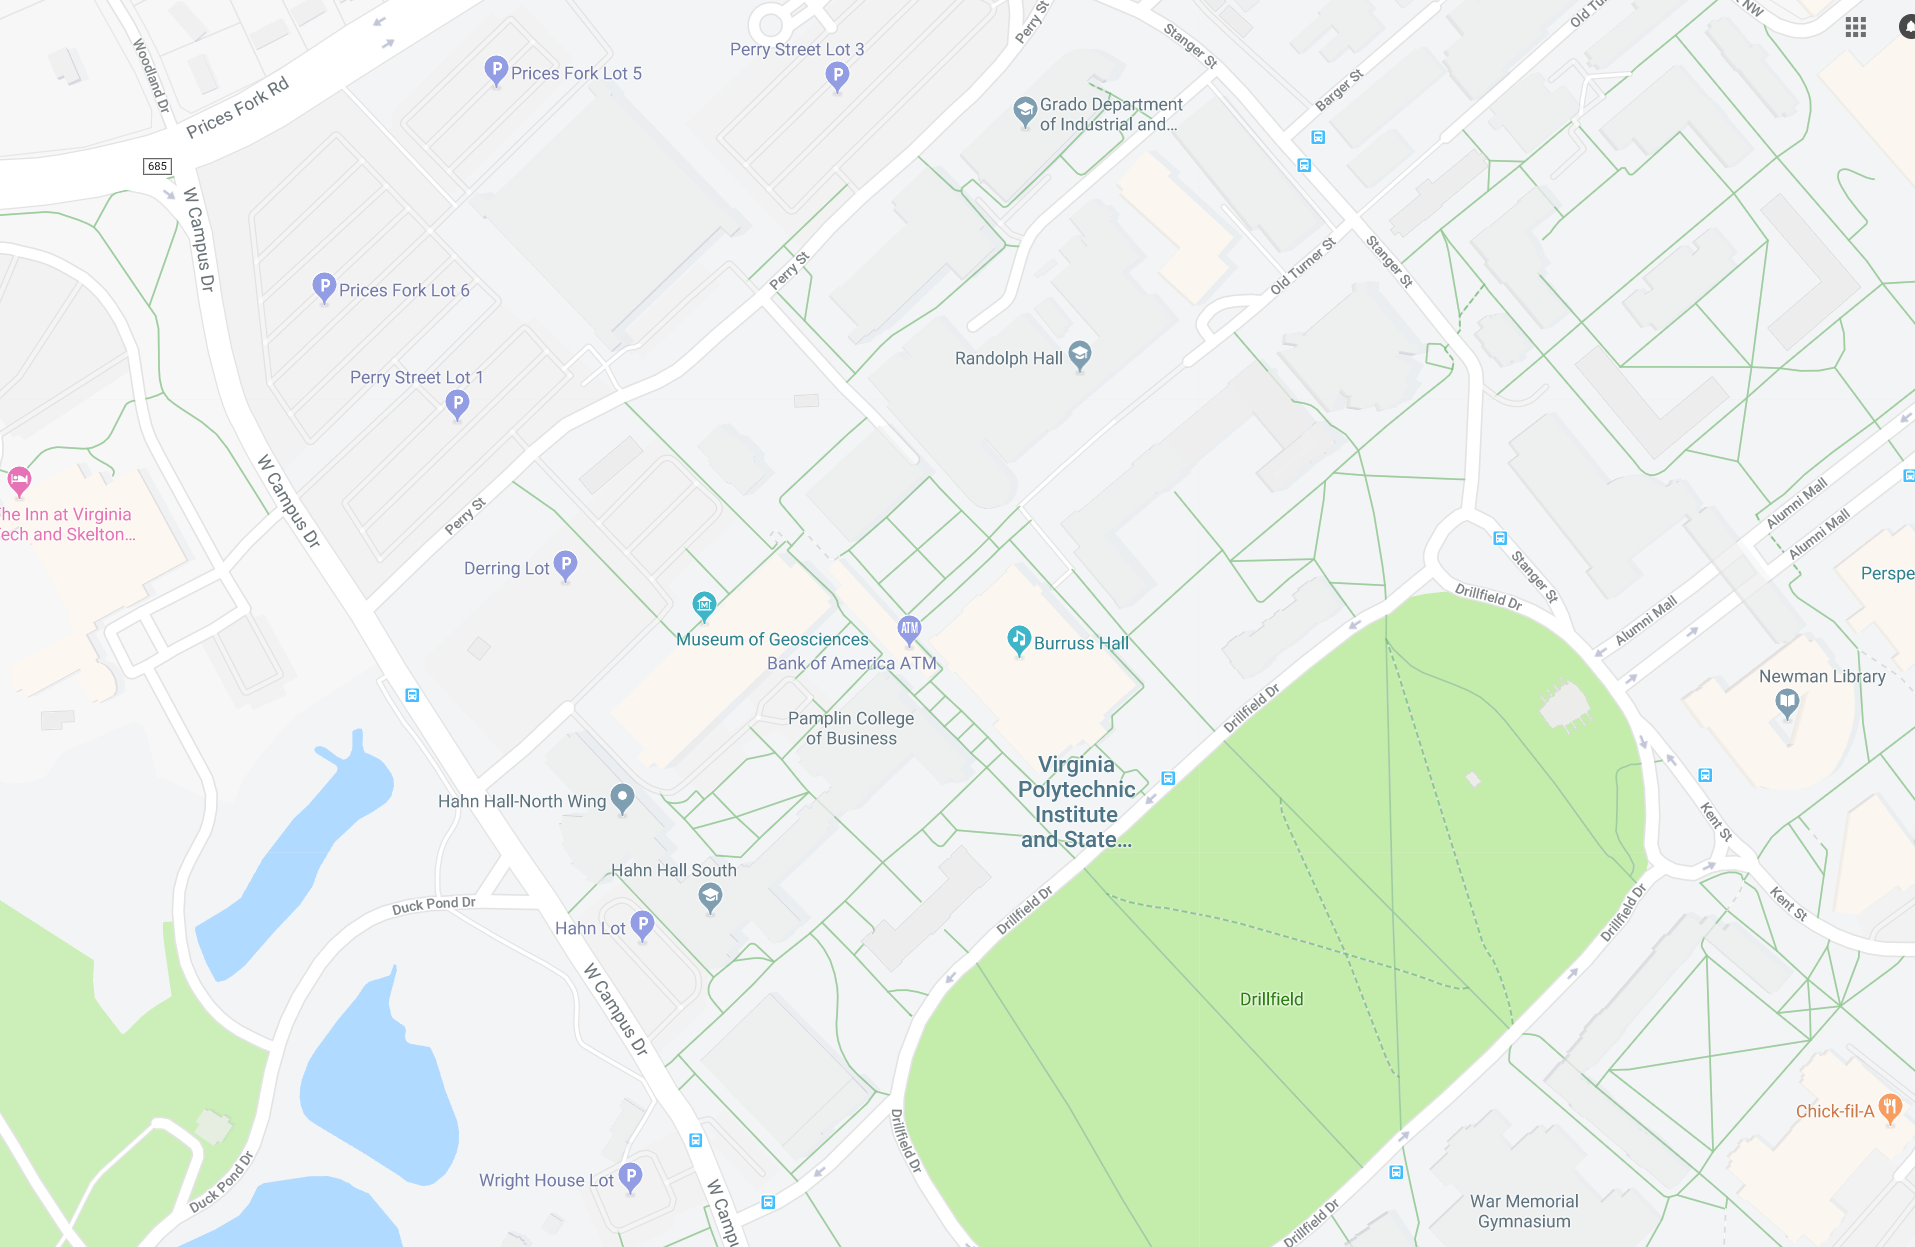 Woodland Dr
Prices Fork Rd
685
Prices Fork Lot 5
Perry Street Lot 3
Perry St
Stanger St
Grado Department
of Industrial and...
Barger St
NW
W Campus Dr
Prices Fork Lot 6
Perry St
Old Turner St
Stanger St
Randolph Hall
Perry Street Lot 1
W Campus Dr
Perry St
he Inn at Virginia
ech and Skelton...
Derring Lot
Museum of Geosciences
ATM
Bank of America ATM
Burruss Hall
Stanger St
Drillfield Dr
Alumni Mall
Alumni Mall
Alumni Mall
Perspe
Newman Library
Drillfield Dr
Pamplin College
of Business
Virginia
Polytechnic
Institute
and State...
Hahn Hall-North Wing
Kent St
Hahn Hall South
Duck Pond Dr
Hahn Lot
Drillfield Dr
Drillfield Dr
Kent St
W Campus Dr
Drillfield
Chick-fil-A
Drillfield Dr
Duck Pond Dr
Wright House Lot
W Campu
War Memorial
Gymnasium
Drillfield Dr